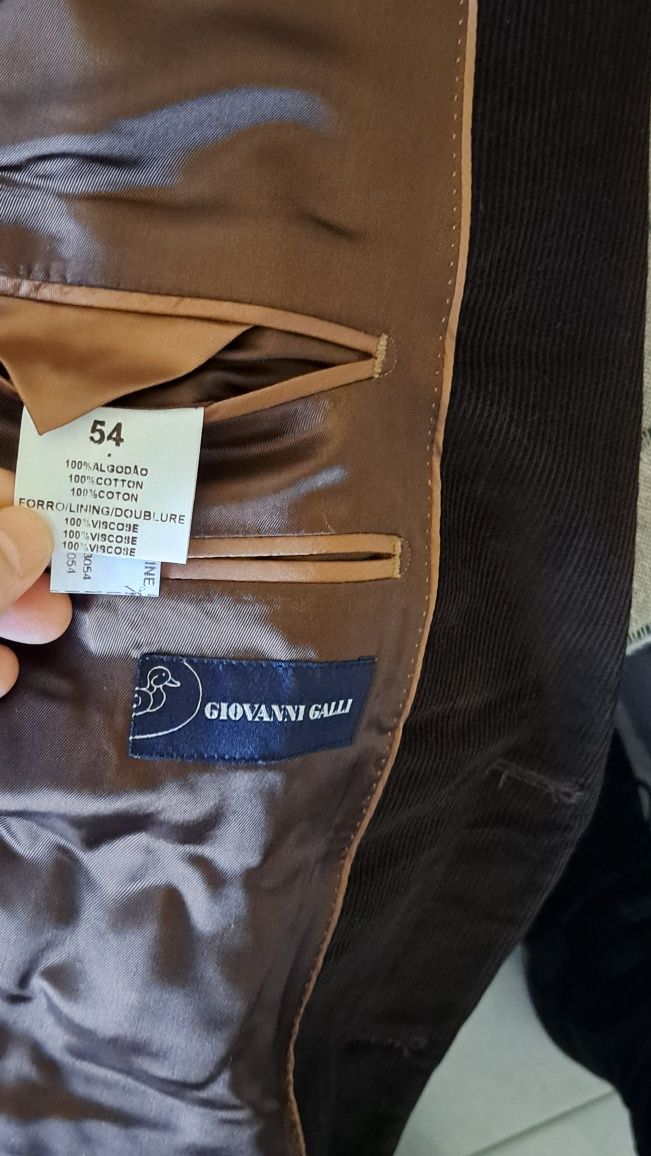 54
100%ALGODÃO
100%COTTON
100%COTON
FORRO/LINING/DOUBLURE
100%VISCOSE
100%VISCOSE
100%VISCOSE
GIOVANNI GALLI